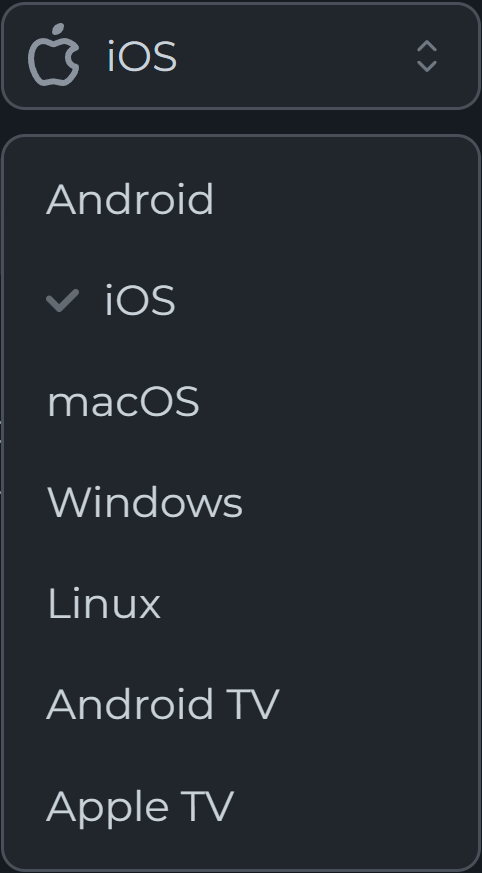 iOS
Android
iOS
macOS
Windows
Linux
Android TV
Apple TV